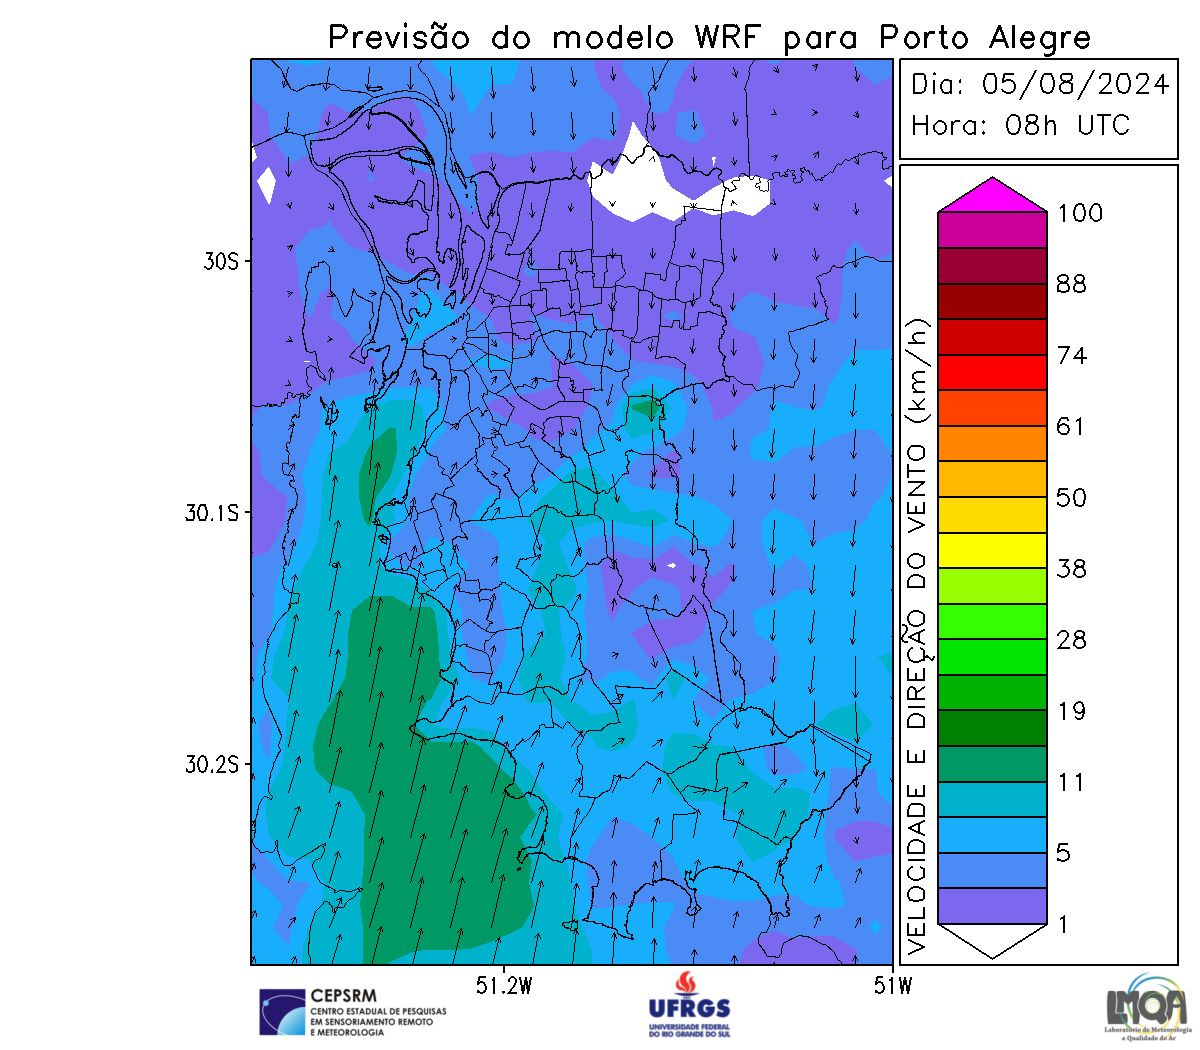 Previsão do modelo WRF para Porto Alegre
Dia: 05/08/2024
Hora: 08h UTC
30S
30.1S
30.2S
51.2W
51W
VELOCIDADE E DIREÇÃO DO VENTO (km/h)
100
88
74
61
50
38
28
19
11
5
1
CEPSRM
CENTRO ESTADUAL DE PESQUISAS
EM SENSORIAMENTO REMOTO
E METEOROLOGIA
UFRGS
UNIVERSIDADE FEDERAL
DO RIO GRANDE DO SUL
LMQA
Laboratório de Meteorologia
e Qualidade do Ar